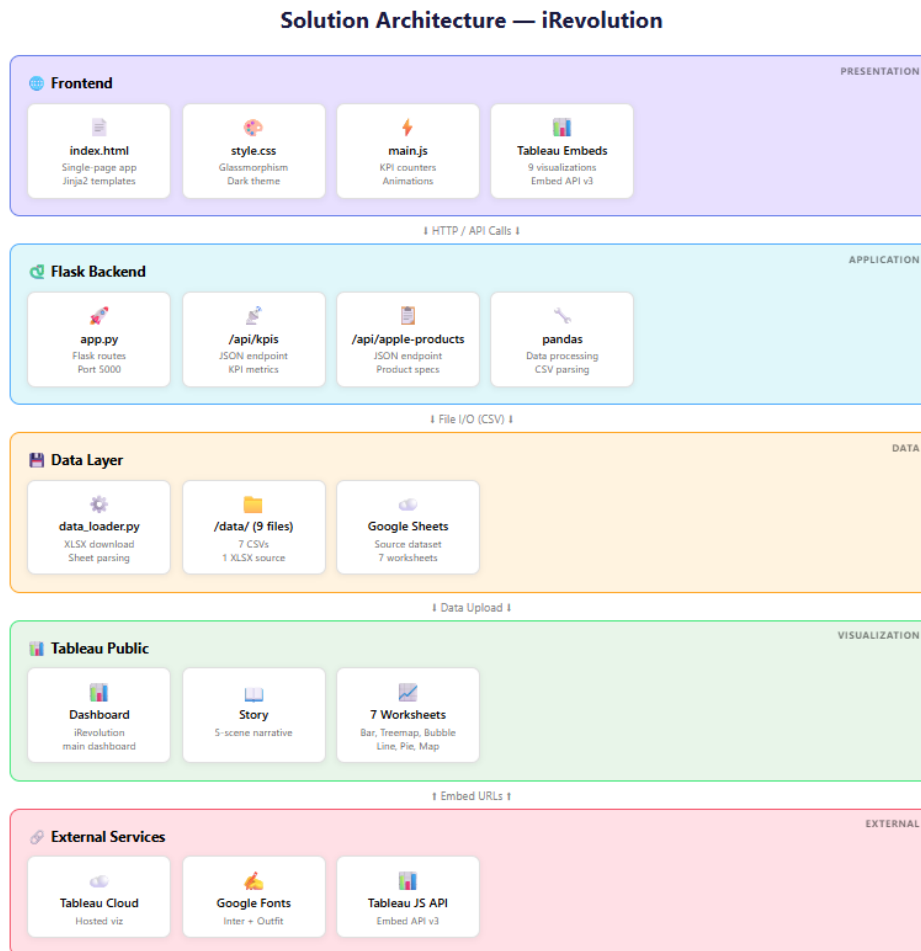 Solution Architecture — iRevolution
PRESENTATION
Frontend
index.html
Single-page app
Jinja2 templates
style.css
Glassmorphism
Dark theme
main.js
KPI counters
Animations
Tableau Embeds
9 visualizations
Embed API v3
⬇ HTTP / API Calls ⬇
APPLICATION
Flask Backend
app.py
Flask routes
Port 5000
/api/kpis
JSON endpoint
KPI metrics
/api/apple-products
JSON endpoint
Product specs
pandas
Data processing
CSV parsing
⬇ File I/O (CSV) ⬇
DATA
Data Layer
data_loader.py
XLSX download
Sheet parsing
/data/ (9 files)
7 CSVs
1 XLSX source
Google Sheets
Source dataset
7 worksheets
⬇ Data Upload ⬇
VISUALIZATION
Tableau Public
Dashboard
iRevolution
main dashboard
Story
5-scene narrative
7 Worksheets
Bar, Treemap, Bubble
Line, Pie, Map
⬆ Embed URLs ⬆
EXTERNAL
External Services
Tableau Cloud
Hosted viz
Google Fonts
Inter + Outfit
Tableau JS API
Embed API v3